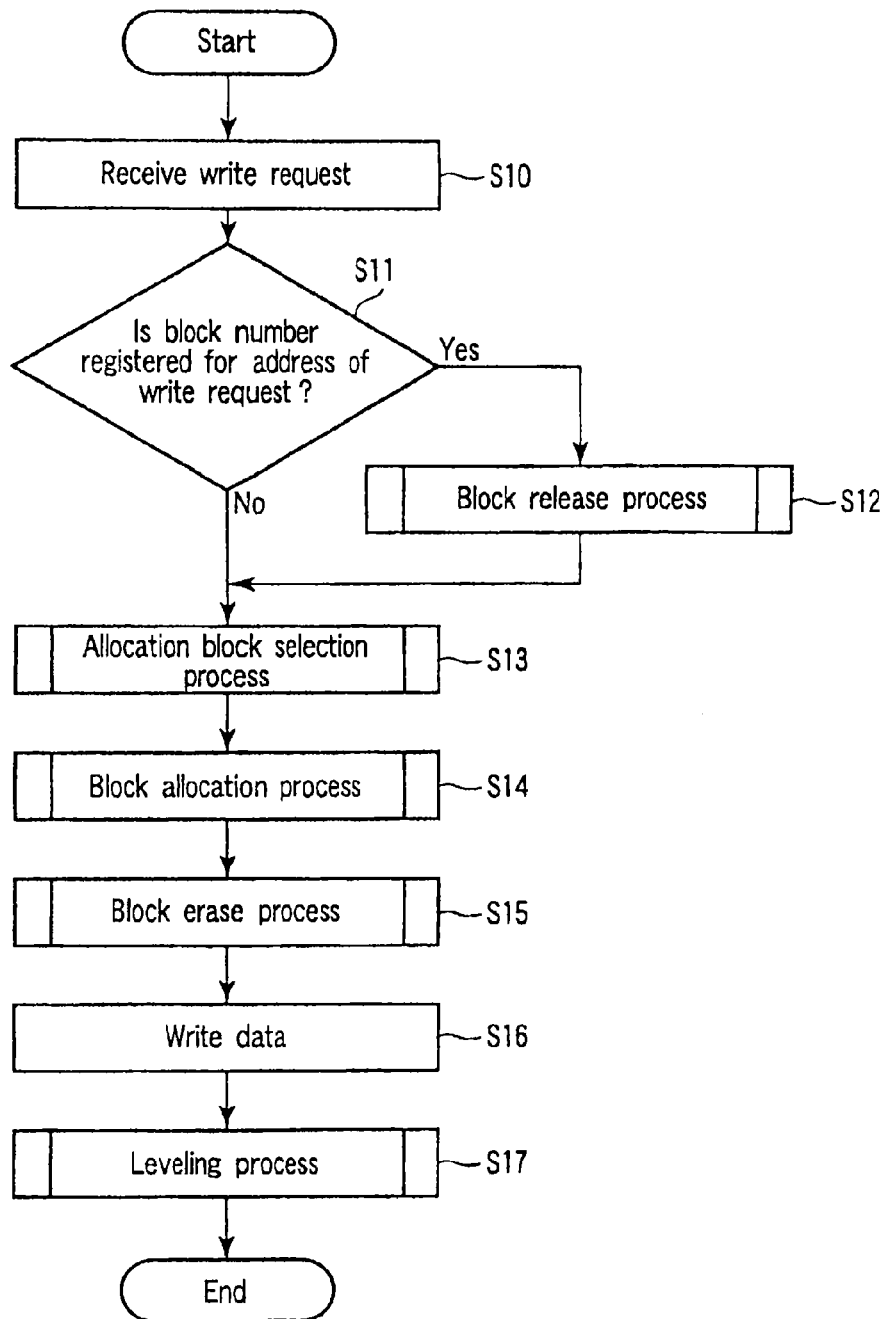 Start
Receive write request
S10
S11
Is block number
registered for address of
write request?
Yes
No
Block release process
S12
Allocation block selection
process
S13
Block allocation process
S14
Block erase process
S15
Write data
S16
Leveling process
S17
End